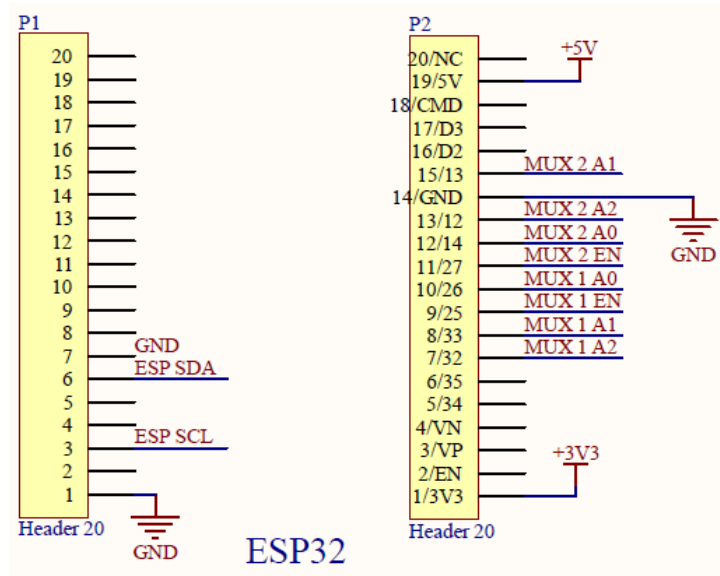 P1
20
19
18
17
16
15
14
13
12
11
10
9
8
7 GND
6 ESP SDA
5
4
3 ESP SCL
2
1
GND
Header 20
P2
+5V
20/NC
19/5V
18/CMD
17/D3
16/D2
15/13 MUX 2 A1
14/GND
13/12 MUX 2 A2
12/14 MUX 2 A0
11/27 MUX 2 EN
10/26 MUX 1 A0
9/25 MUX 1 EN
8/33 MUX 1 A1
7/32 MUX 1 A2
GND
6/35
5/34
4/VN
3/VP
2/EN
1/3V3
+3V3
Header 20
ESP32